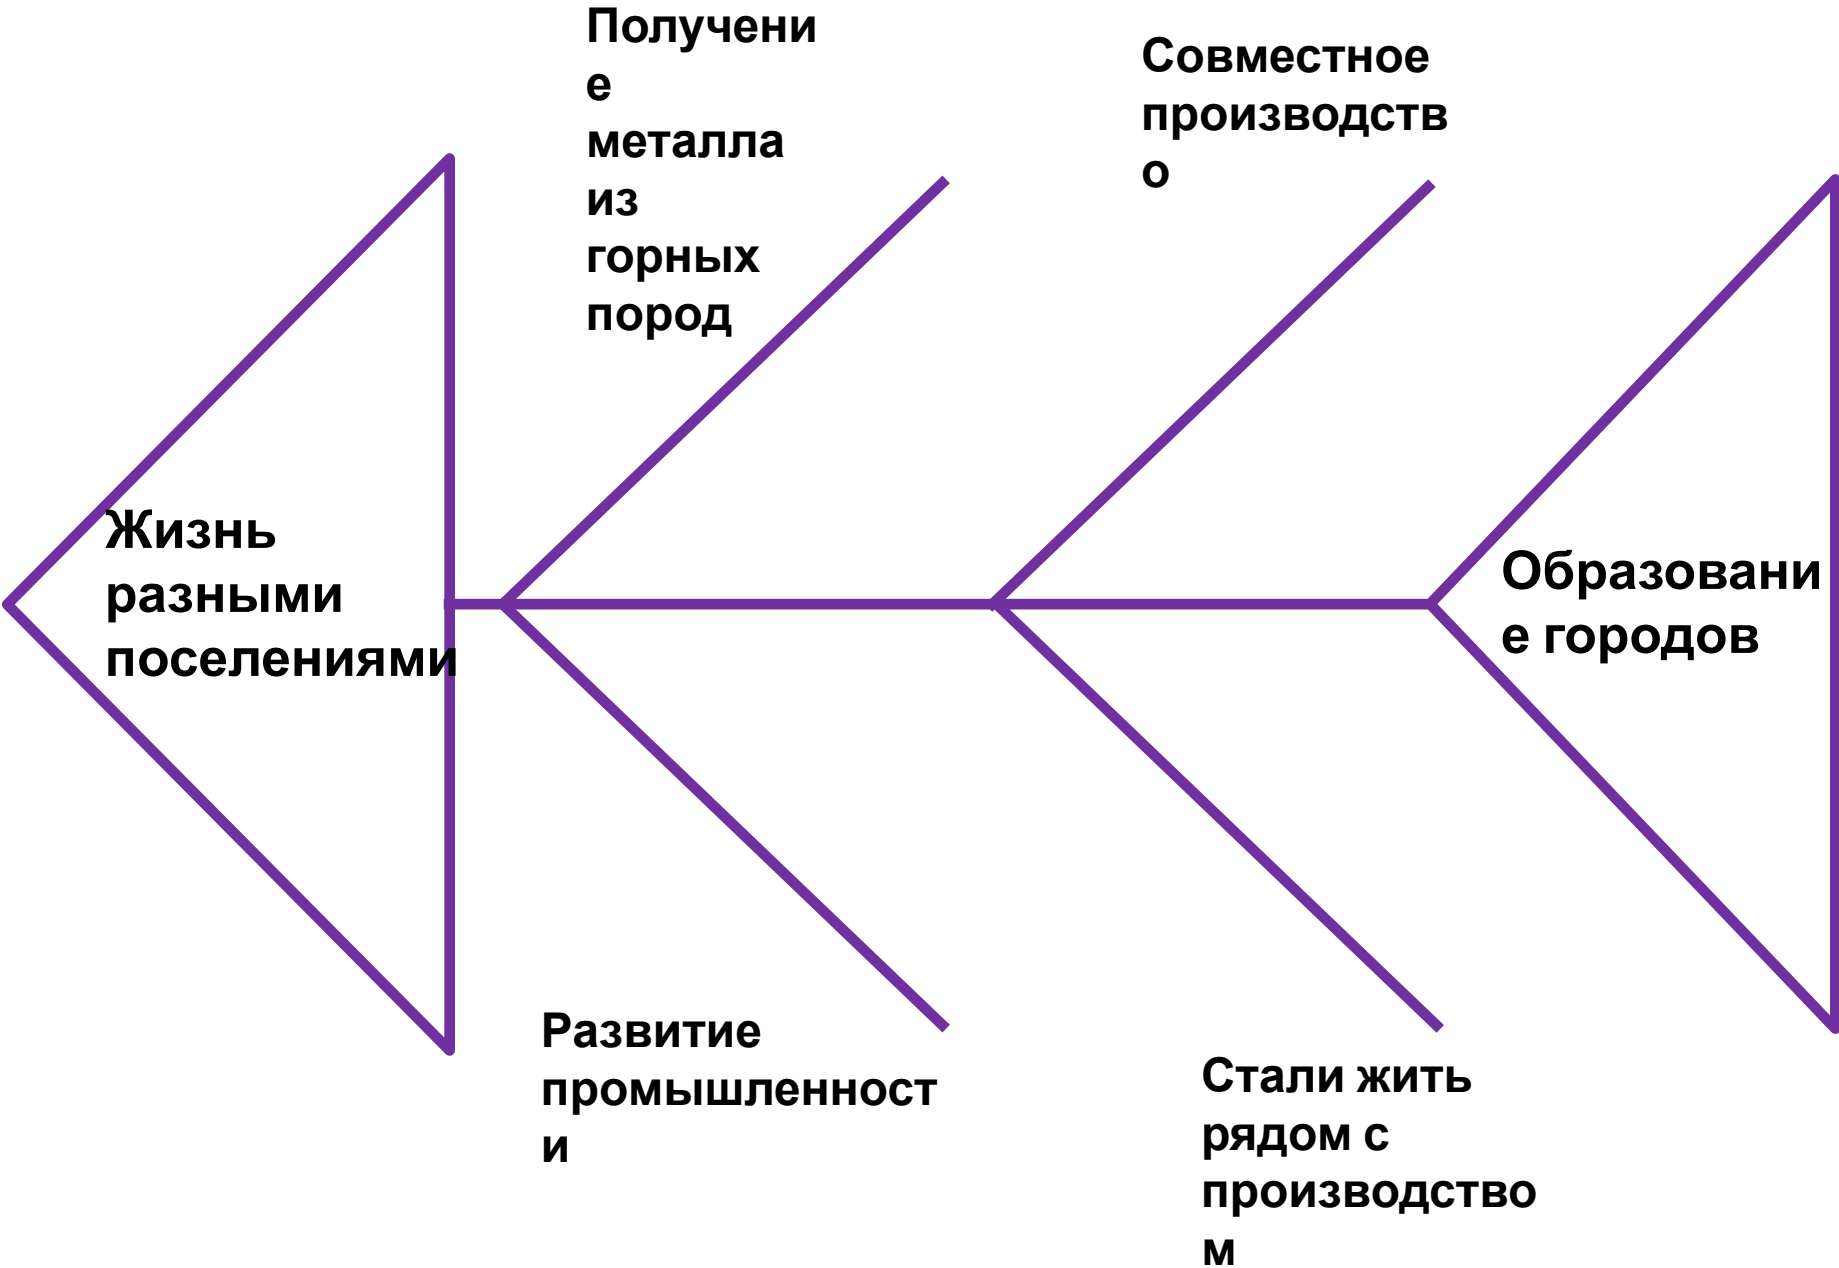 Получени
е
металла
из
горных
пород
Совместное
производств
о
Жизнь
разными
поселениями
Образовани
е городов
Развитие
промышленност
и
Стали жить
рядом с
производство
м